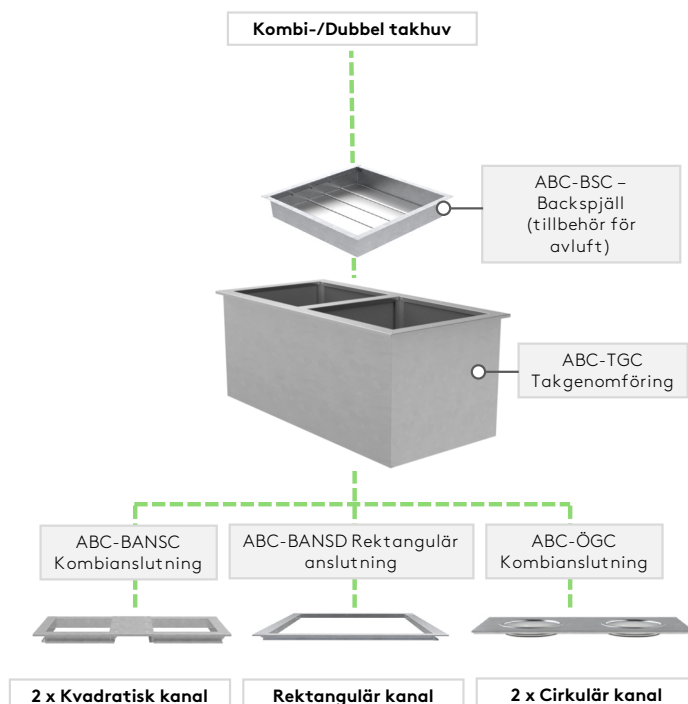 Kombi-/Dubbel takhuv
ABC-BSC –
Backspjäll
(tillbehör för
avluft)
ABC-TGC
Takgenomföring
ABC-BANSC
Kombianslutning
ABC-BANSD Rektangulär
anslutning
ABC-ÖGC
Kombianslutning
2 x Kvadratisk kanal
Rektangulär kanal
2 x Cirkulär kanal